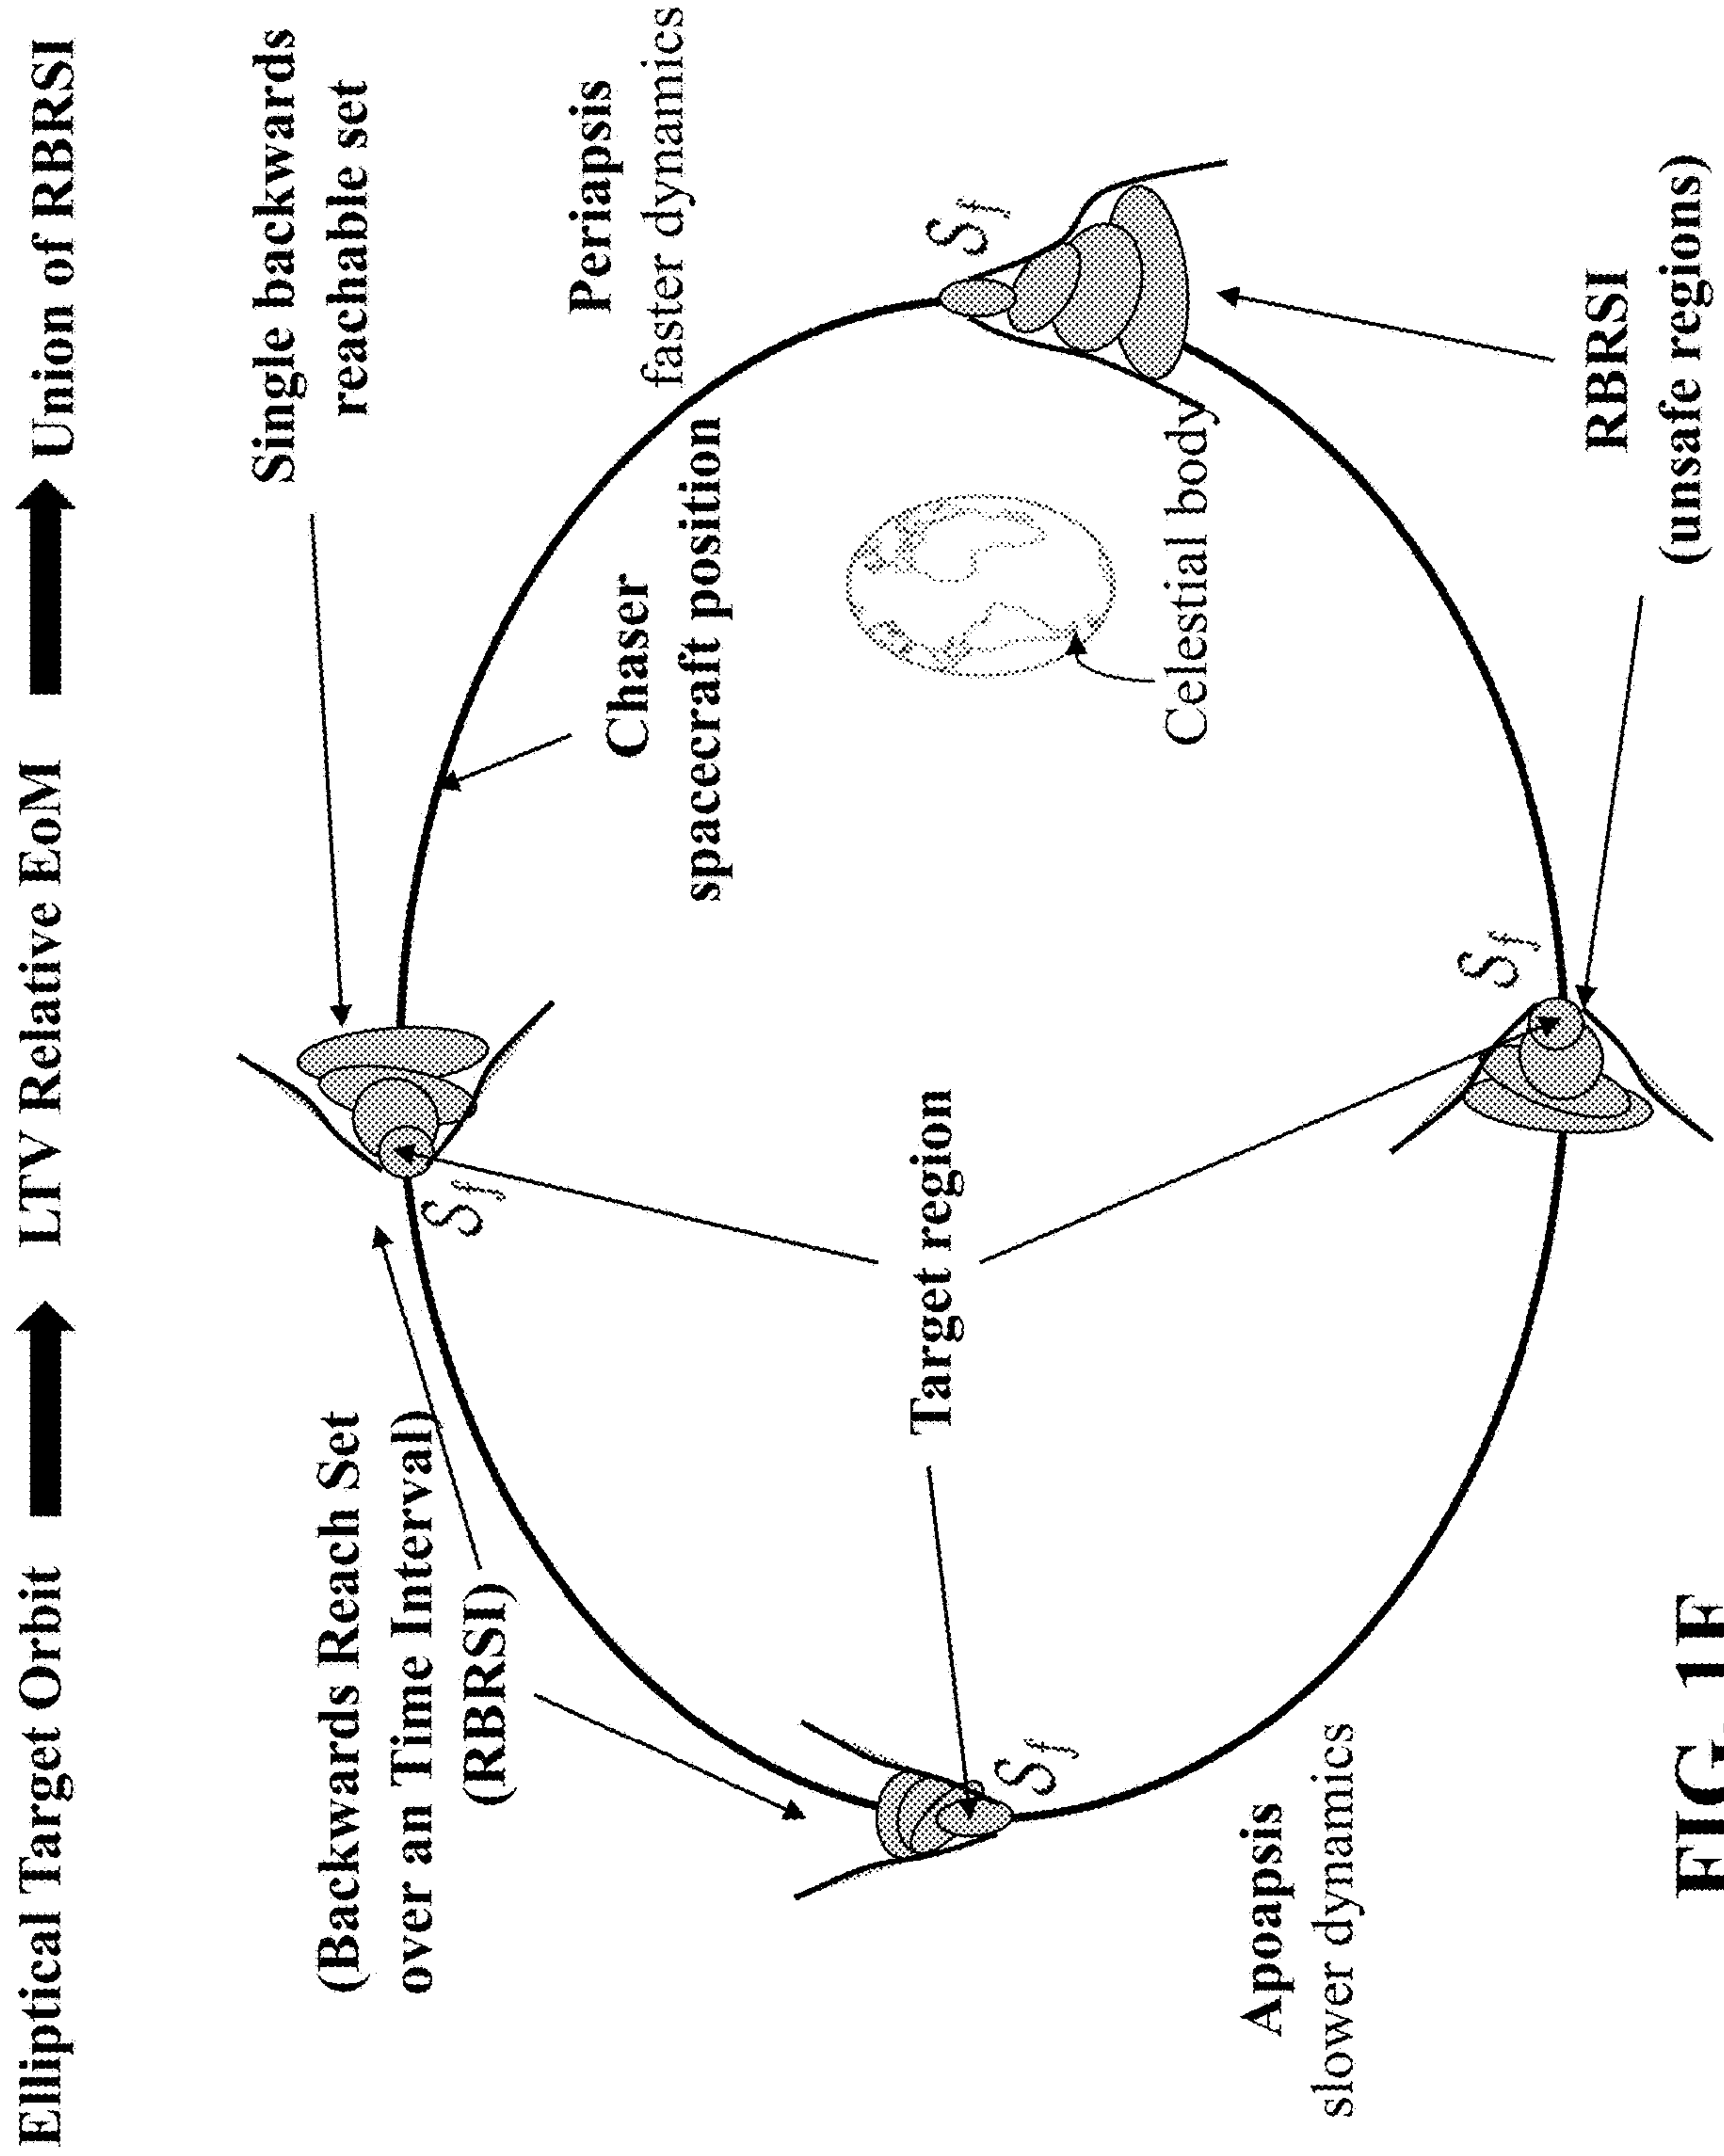 Elliptical Target Orbit LTV Relative EoM Union of RBRSI
Single backwards
reachable set
(Backwards Reach Set
over an Time Interval)
(RBRSI)
Periapsis
faster dynamics
Chaser
spacecraft position
S_f
S_f
Target region
Celestial body
S_f
S_f
Apoapsis
slower dynamics
RBRSI
(unsafe regions)